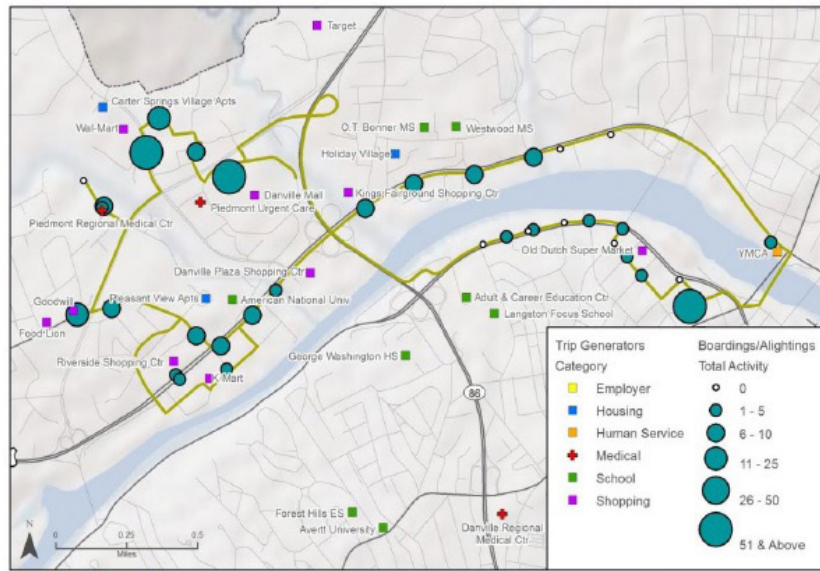 Target
Carter Springs Village Apts
Wal-Mart
O.T. Bonner MS
Westwood MS
Holiday Village
Danville Mall
Kings Fairground Shopping Ctr
Piedmont Urgent Care
Piedmont Regional Medical Ctr
Old Dutch Super Market
YMCA
Danville Plaza Shopping Ctr
Goodwill
Pleasant View Apts
American National Univ
Adult & Career Education Ctr
Food Lion
Langston Focus School
Riverside Shopping Ctr
George Washington HS
K Mart
86
Forest Hills ES
Averett University
Danville Regional
Medical Ctr
N
0 0.25 0.5
Miles
Trip Generators
Category
Employer
Housing
Human Service
Medical
School
Shopping
Boardings/Alightings
Total Activity
0
1 - 5
6 - 10
11 - 25
26 - 50
51 & Above